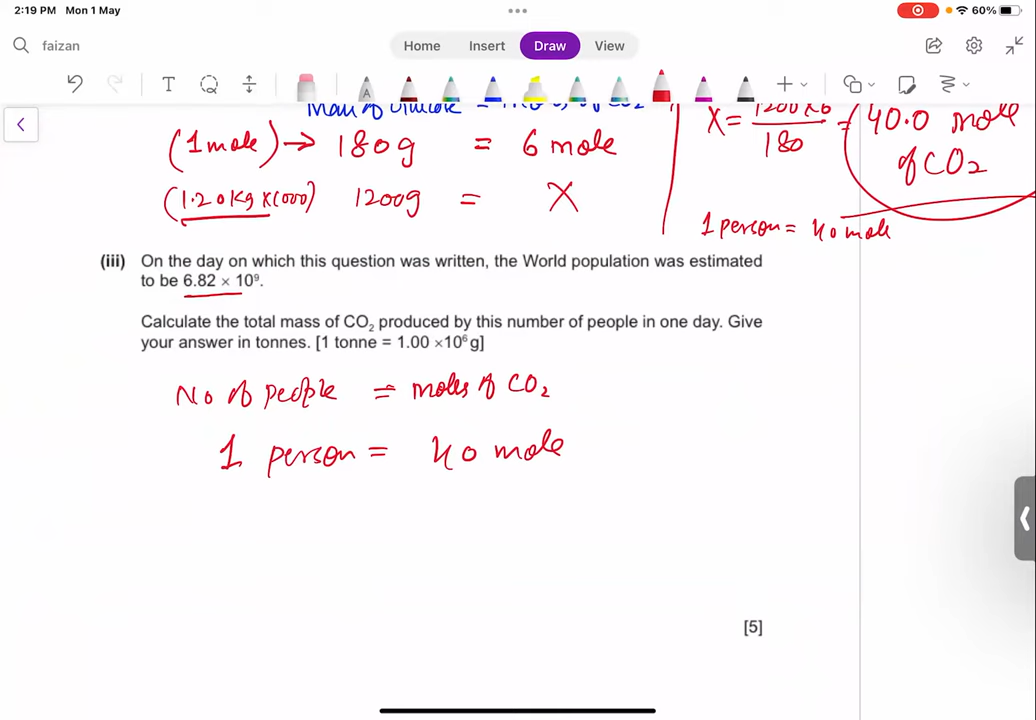 2:19 PM Mon 1 May
60%
faizan
Home Insert Draw View
T
A
of Glucose =
(1 mole) → 180g = 6 mole
(1.20 Kg x1000) 1200g = X
X = 1200 x 6 / 180 = 40.0 mole
of CO2
1 person = 40 mole
(iii) On the day on which this question was written, the World population was estimated
to be 6.82 × 10⁹.
Calculate the total mass of CO₂ produced by this number of people in one day. Give
your answer in tonnes. [1 tonne = 1.00 ×10⁶ g]
No of people = moles of CO2
1 person = 40 mole
[5]